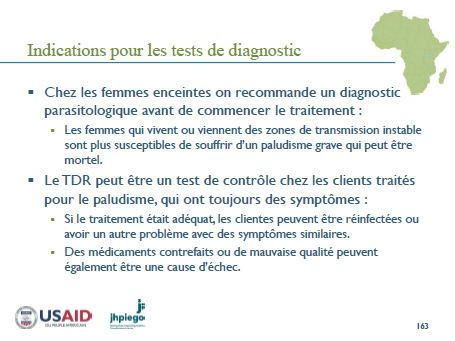 Indications pour les tests de diagnostic
▪ Chez les femmes enceintes on recommande un diagnostic
parasitologique avant de commencer le traitement :
▪ Les femmes qui vivent ou viennent des zones de transmission instable
sont plus susceptibles de souffrir d'un paludisme grave qui peut être
mortel.
▪ Le TDR peut être un test de contrôle chez les clients traités
pour le paludisme, qui ont toujours des symptômes :
▪ Si le traitement était adéquat, les clientes peuvent être réinfectées ou
avoir un autre problème avec des symptômes similaires.
▪ Des médicaments contrefaits ou de mauvaise qualité peuvent
également être une cause d'échec.
USAID
jhpiego
163